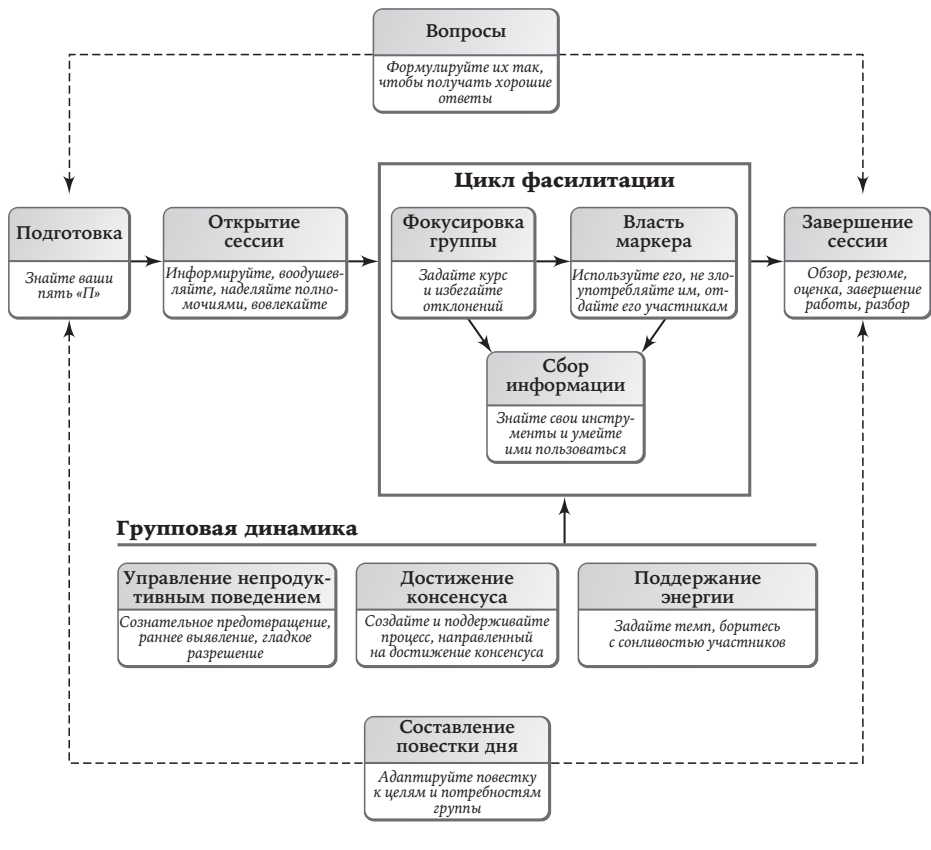 Вопросы
Формулируйте их так,
чтобы получать хорошие
ответы
Цикл фасилитации
Подготовка
Знайте ваши
пять «П»
Открытие
сессии
Информируйте, воодушев-
ляйте, наделяйте полно-
мочиями, вовлекайте
Фокусировка
группы
Задайте курс
и избегайте
отклонений
Власть
маркера
Используйте его, не зло-
употребляйте им, от-
дайте его участникам
Завершение
сессии
Обзор, резюме,
оценка, завершение
работы, разбор
Сбор
информации
Знайте свои инстру-
менты и умейте
ими пользоваться
Групповая динамика
Управление непродук-
тивным поведением
Сознательное предотвращение,
раннее выявление, гладкое
разрешение
Достижение
консенсуса
Создайте и поддерживайте
процесс, направленный
на достижение консенсуса
Поддержание
энергии
Задайте темп, боритесь
с сонливостью участников
Составление
повестки дня
Адаптируйте повестку
к целям и потребностям
группы